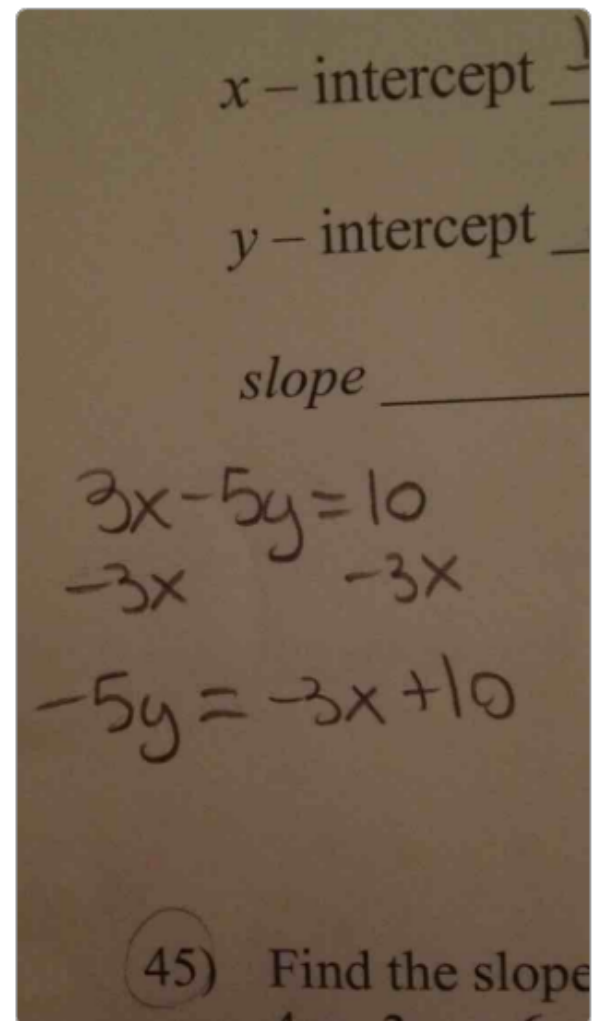 x – intercept
y – intercept
slope
3x-5y=10
-3x -3x
-5y = -3x +10
45) Find the slope